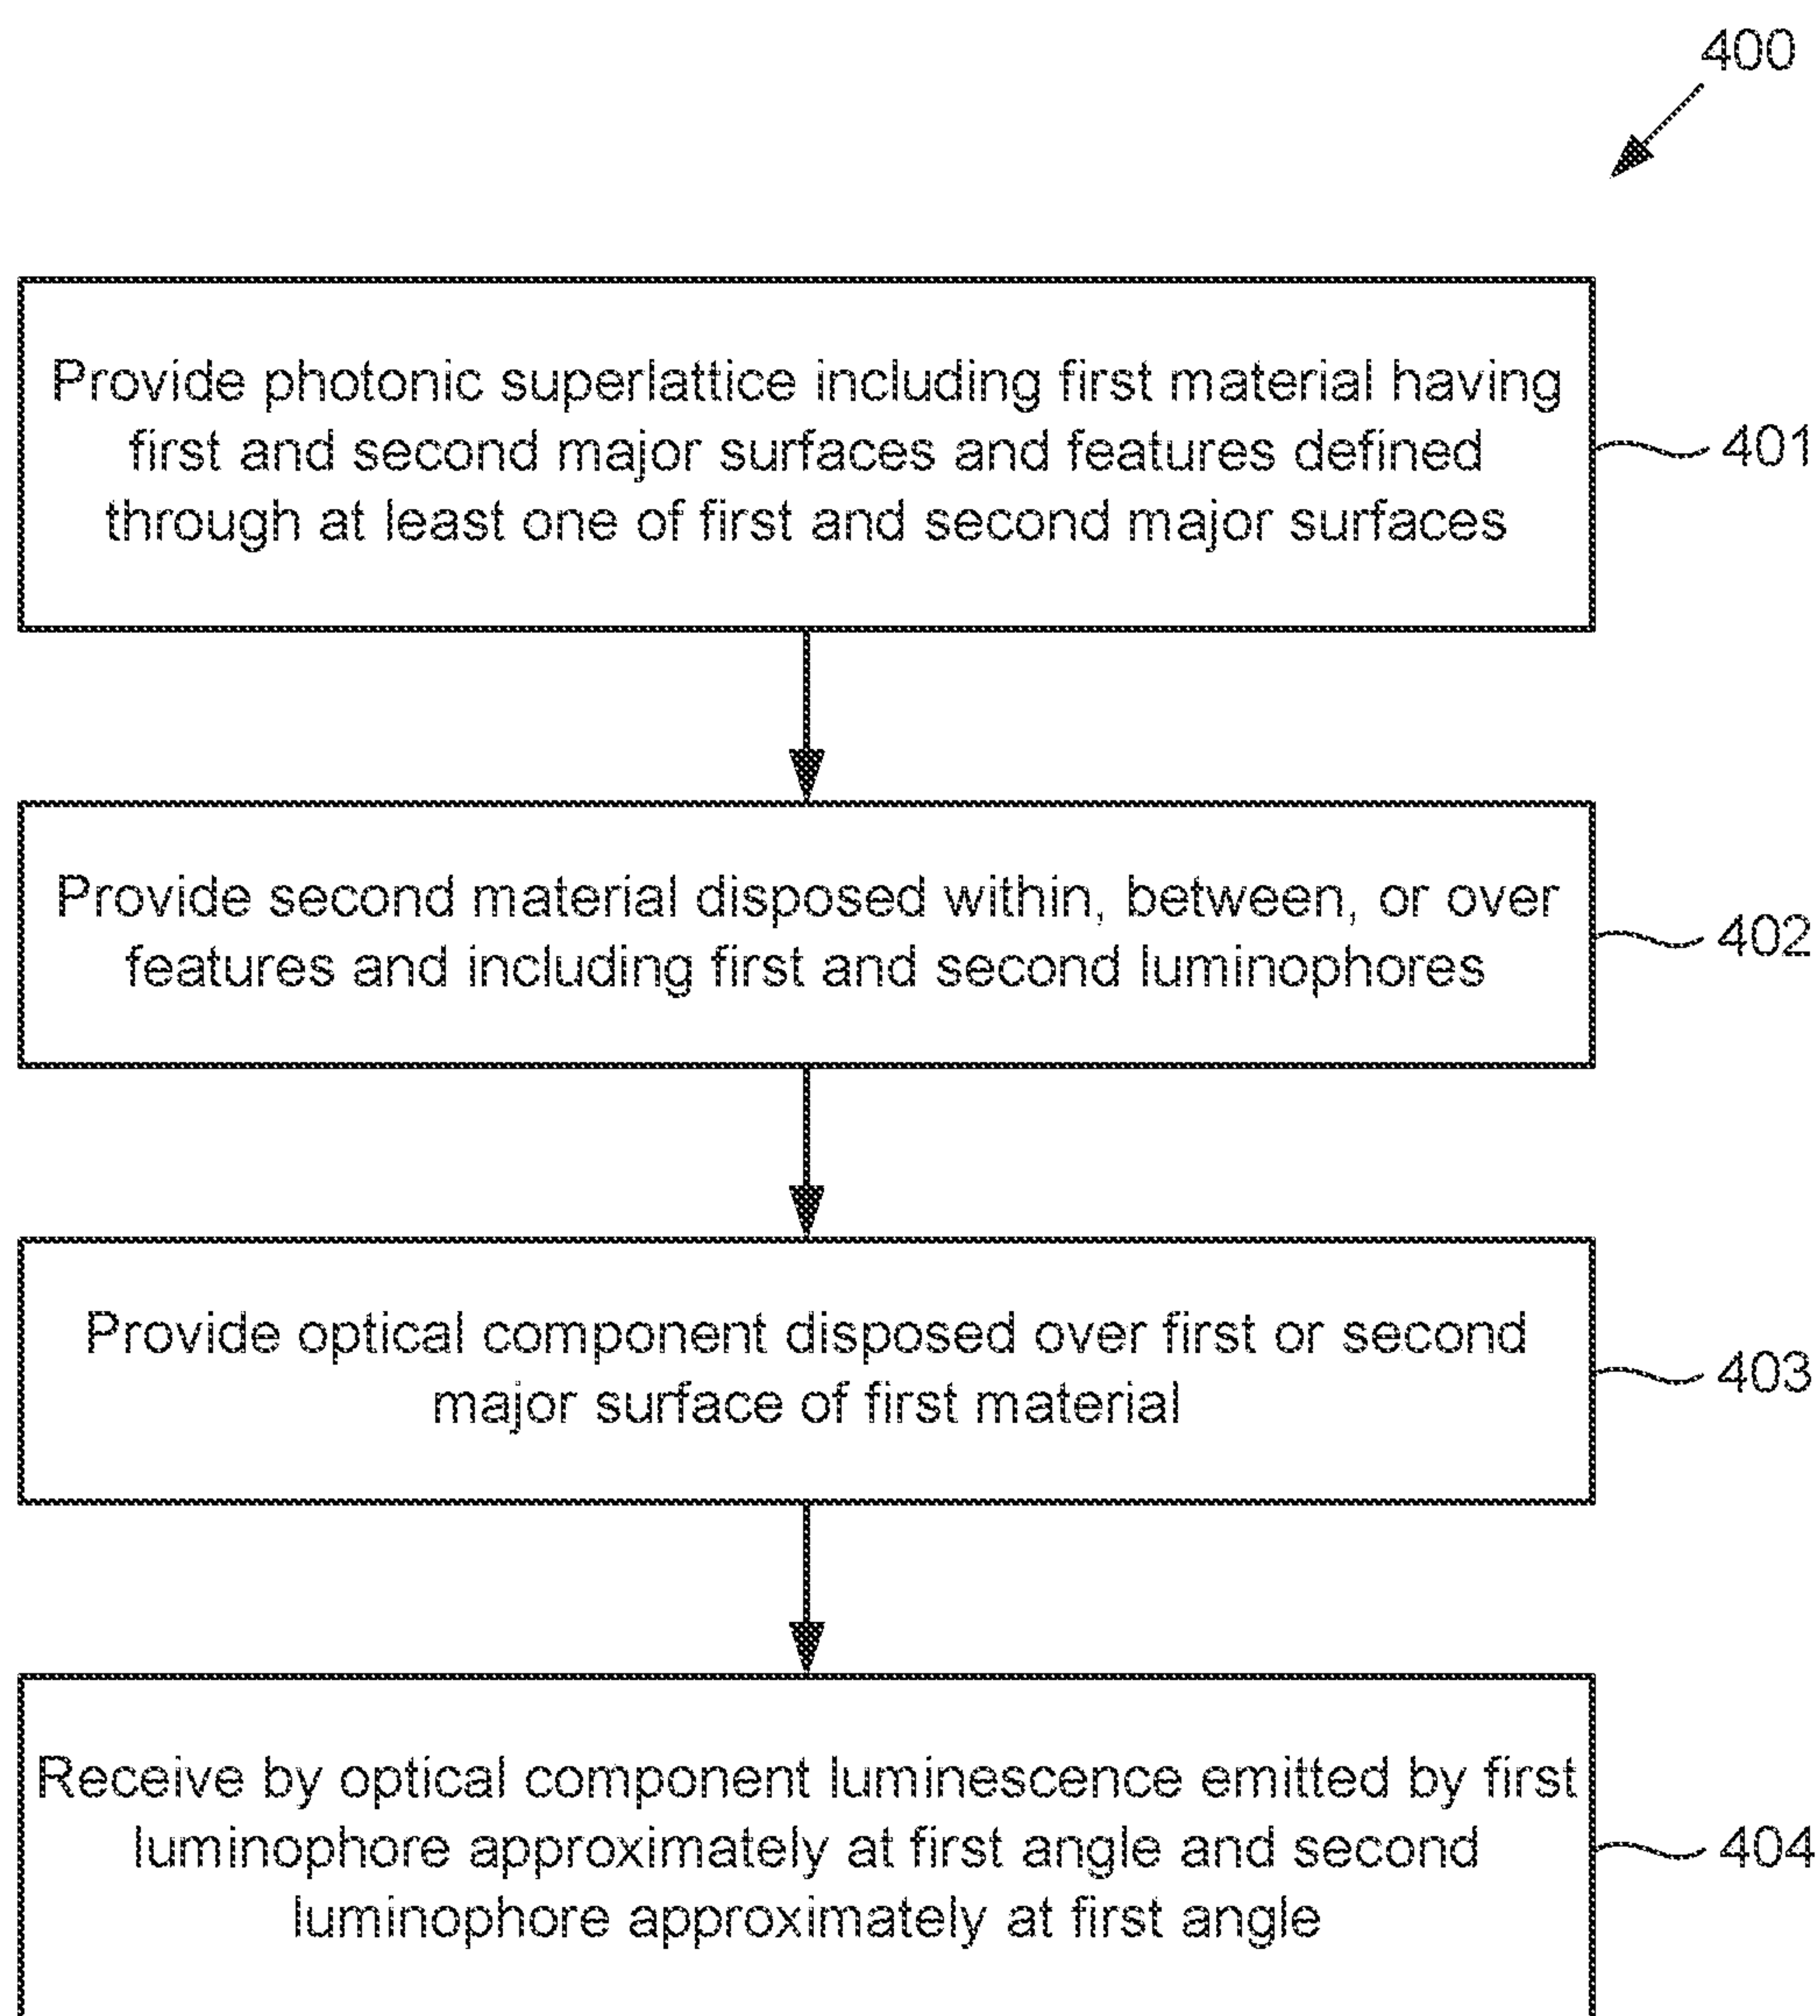 400
Provide photonic superlattice including first material having
first and second major surfaces and features defined
through at least one of first and second major surfaces
401
Provide second material disposed within, between, or over
features and including first and second luminophores
402
Provide optical component disposed over first or second
major surface of first material
403
Receive by optical component luminescence emitted by first
luminophore approximately at first angle and second
luminophore approximately at first angle
404